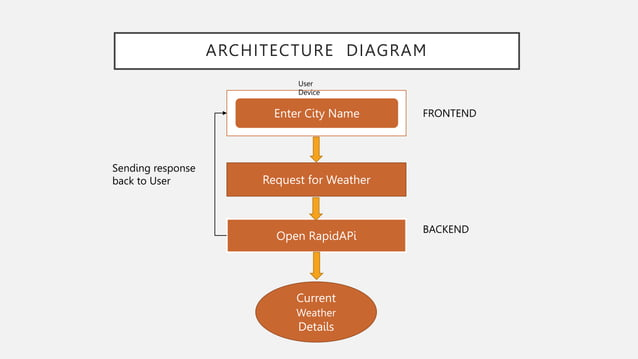 ARCHITECTURE DIAGRAM
User
Device
Enter City Name
FRONTEND
Sending response
back to User
Request for Weather
Open RapidAPi
BACKEND
Current
Weather
Details